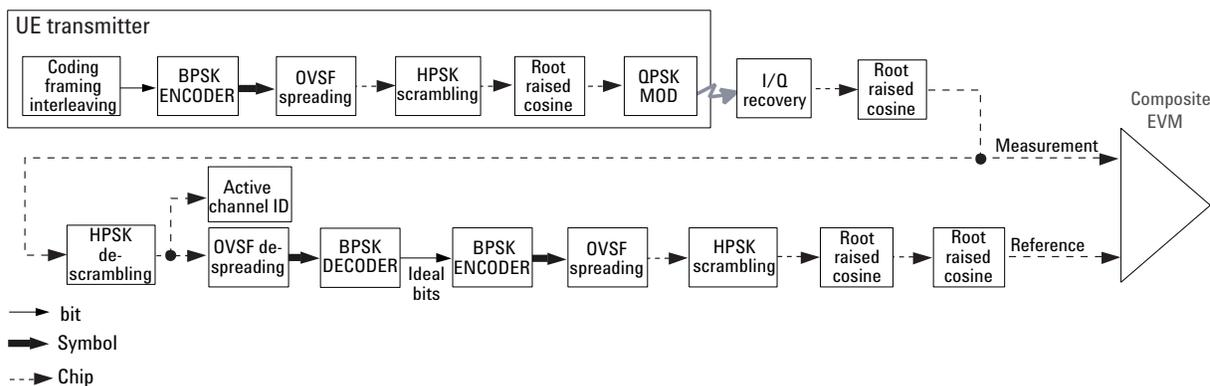 UE transmitter
Coding
framing
interleaving
BPSK
ENCODER
OVSF
spreading
HPSK
scrambling
Root
raised
cosine
QPSK
MOD
I/Q
recovery
Root
raised
cosine
Composite
EVM
Measurement
Active
channel ID
HPSK
de-
scrambling
OVSF de-
spreading
BPSK
DECODER
Ideal
bits
BPSK
ENCODER
OVSF
spreading
HPSK
scrambling
Root
raised
cosine
Root
raised
cosine
Reference
bit
Symbol
Chip